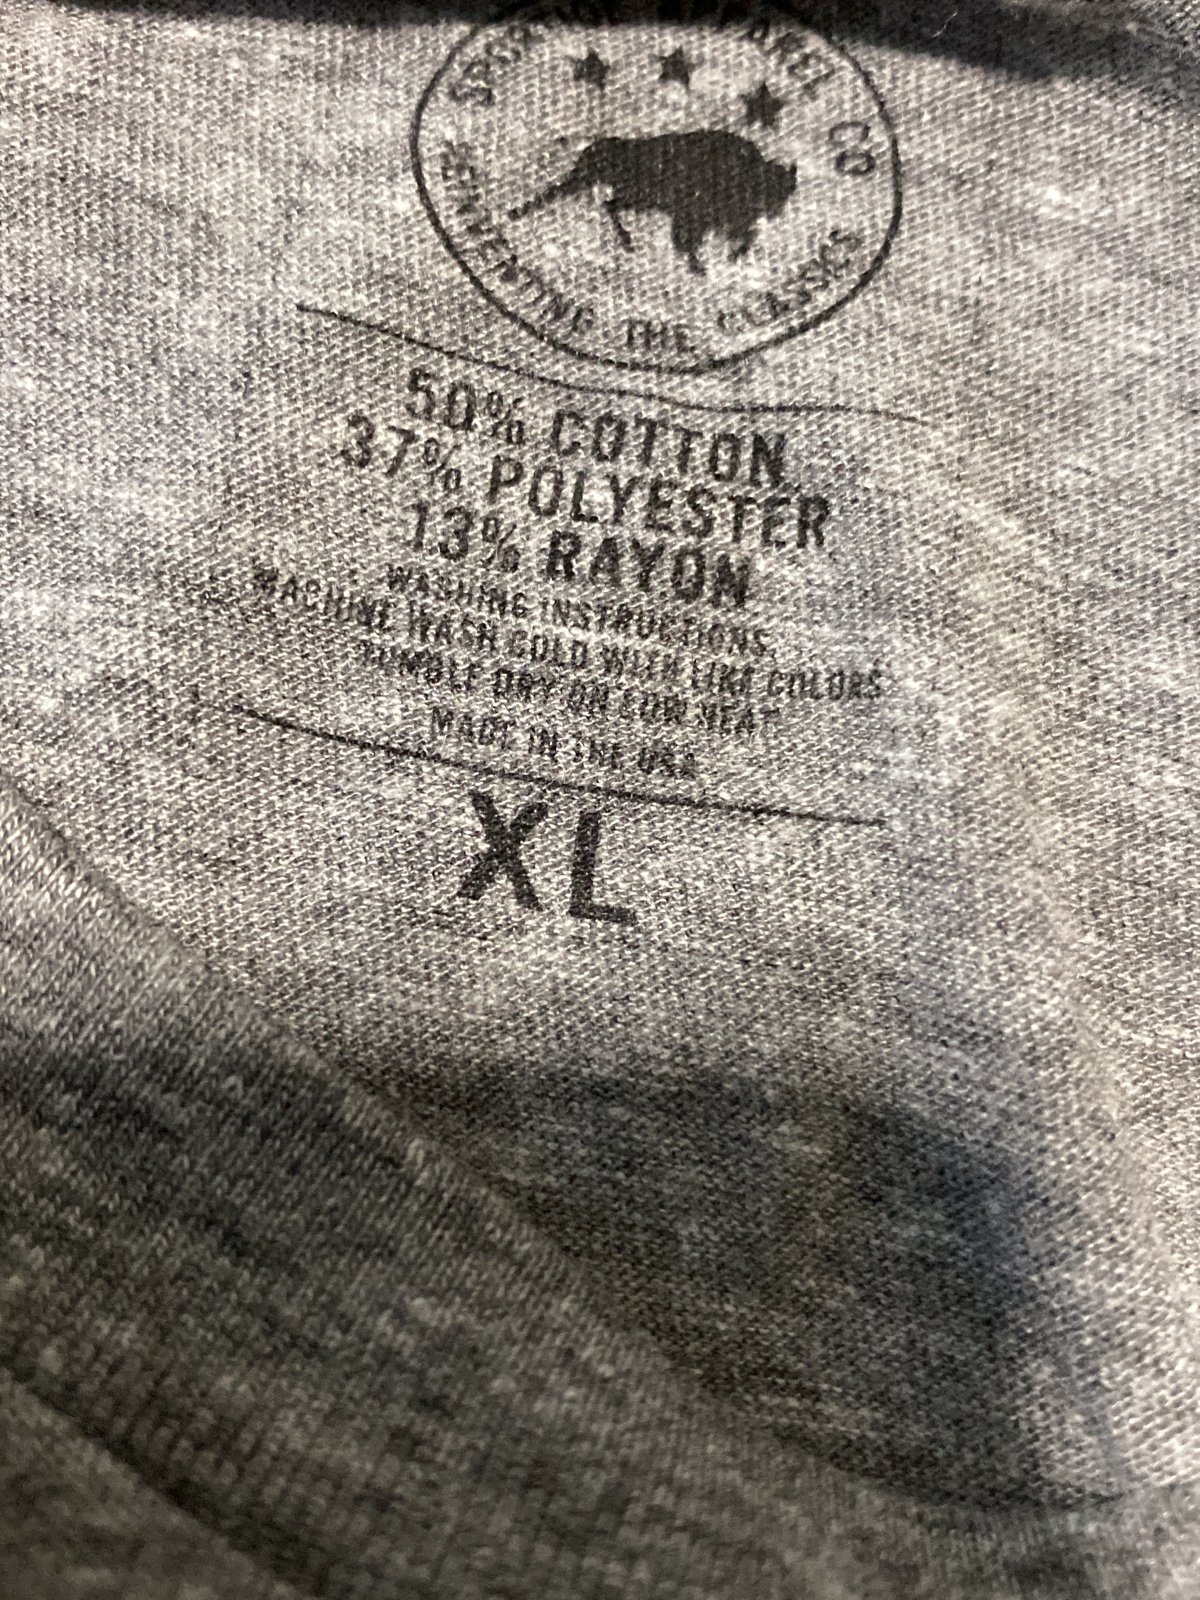 CO
REINVENTING THE CLASSICS
50% COTTON
37% POLYESTER
13% RAYON
WASHING INSTRUCTIONS
MACHINE WASH COLD WITH LIKE COLORS
TUMBLE DRY ON LOW HEAT
MADE IN THE USA
XL